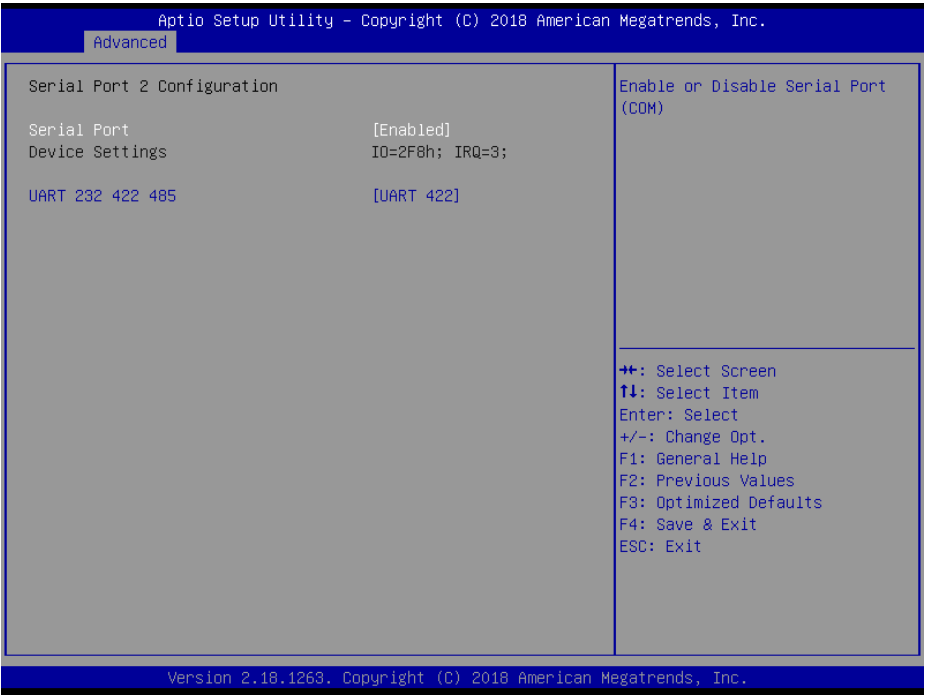 Aptio Setup Utility – Copyright (C) 2018 American Megatrends, Inc.
Advanced
Serial Port 2 Configuration
Serial Port [Enabled]
Device Settings IO=2F8h; IRQ=3;
UART 232 422 485 [UART 422]
Enable or Disable Serial Port
(COM)
→←: Select Screen
↑↓: Select Item
Enter: Select
+/-: Change Opt.
F1: General Help
F2: Previous Values
F3: Optimized Defaults
F4: Save & Exit
ESC: Exit
Version 2.18.1263. Copyright (C) 2018 American Megatrends, Inc.